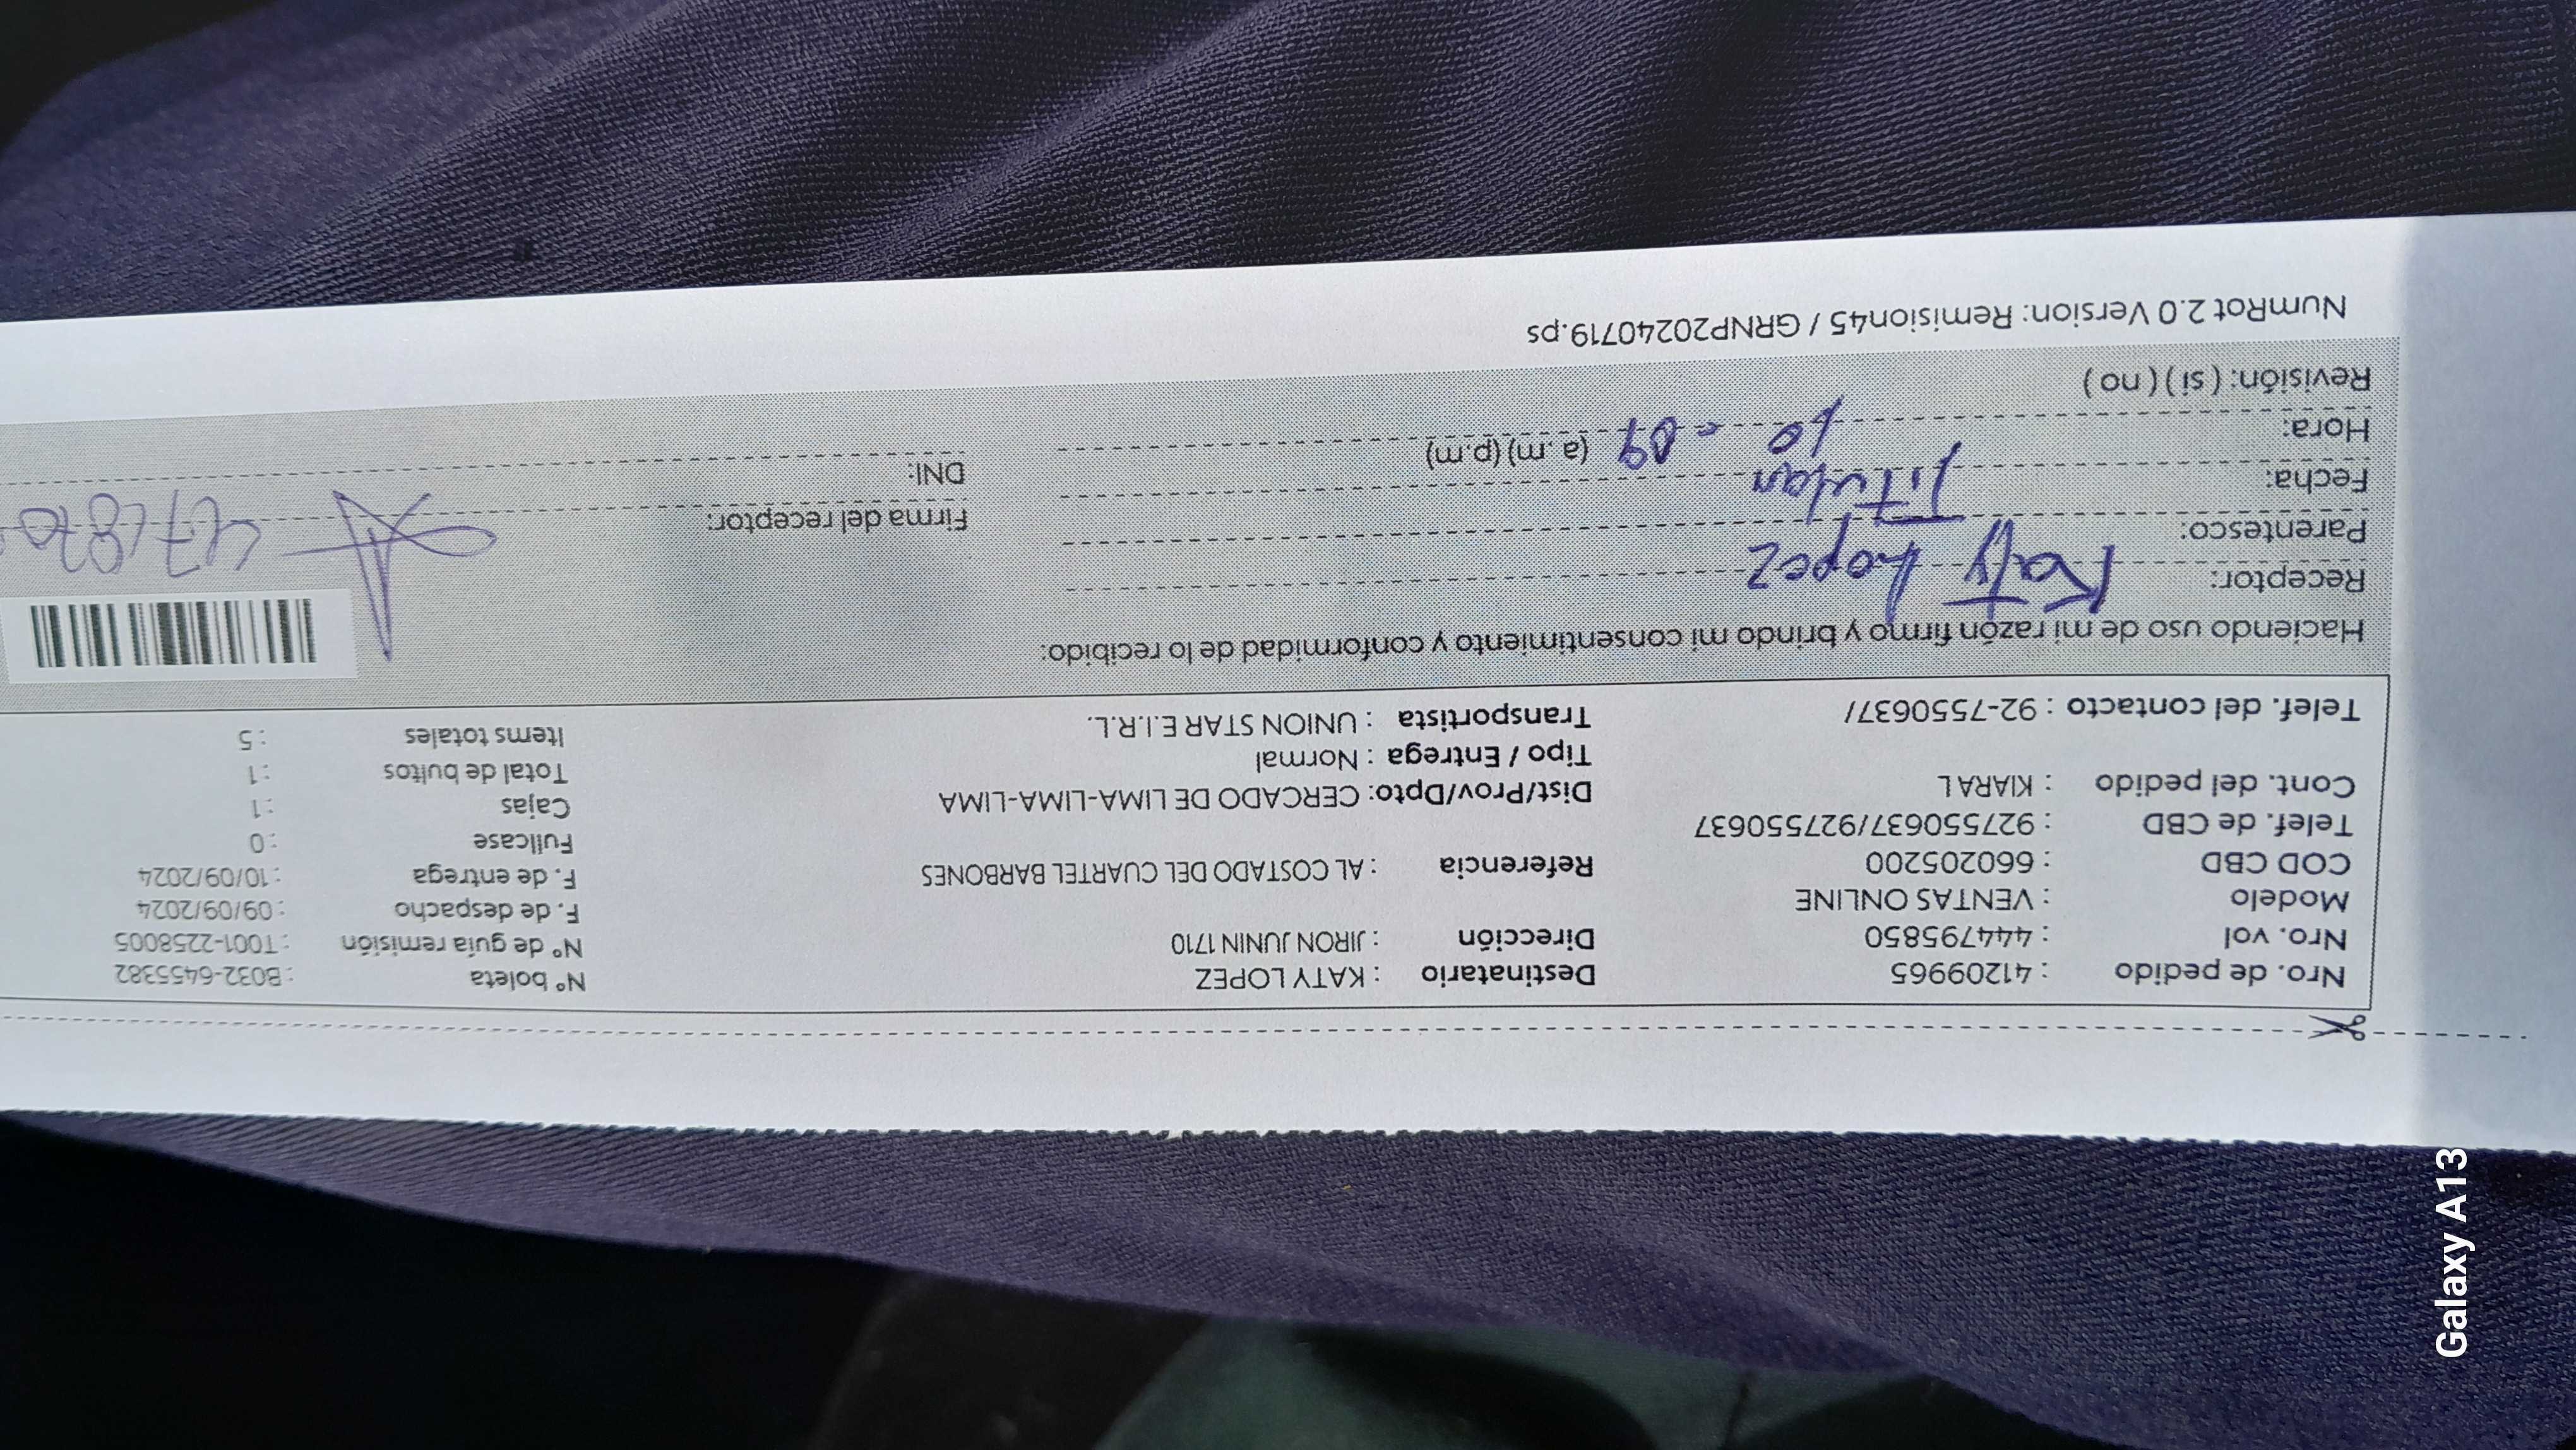 Nro. de pedido : 41209965 Destinatario : KATY LOPEZ N° boleta : B032-6455382
Nro. vol : 444795850 Dirección : JIRON JUNIN 1710 N° de guía remisión : T001-2258005
Modelo : VENTAS ONLINE F. de despacho : 09/09/2024
COD CBD : 660205200 Referencia : AL COSTADO DEL CUARTEL BARBONES F. de entrega : 10/09/2024
Telef. de CBD : 927550637/927550637 Fullcase : 0
Cont. del pedido : KIARA L Dist/Prov/Dpto: CERCADO DE LIMA-LIMA-LIMA Cajas : 1
Tipo / Entrega : Normal Total de bultos : 1
Telef. del contacto : 92-7550637/ Transportista : UNION STAR E.I.R.L. Items totales : 5
Haciendo uso de mi razón firmo y brindo mi consentimiento y conformidad de lo recibido:
Receptor: Katy Lopez
Parentesco: Titular Firma del receptor:
Fecha: 10 - 09 DNI:
Hora: (a.m) (p.m)
Revisión: ( si ) ( no )
NumRot 2.0 Version: Remision45 / GRNP20240719.ps
Galaxy A13